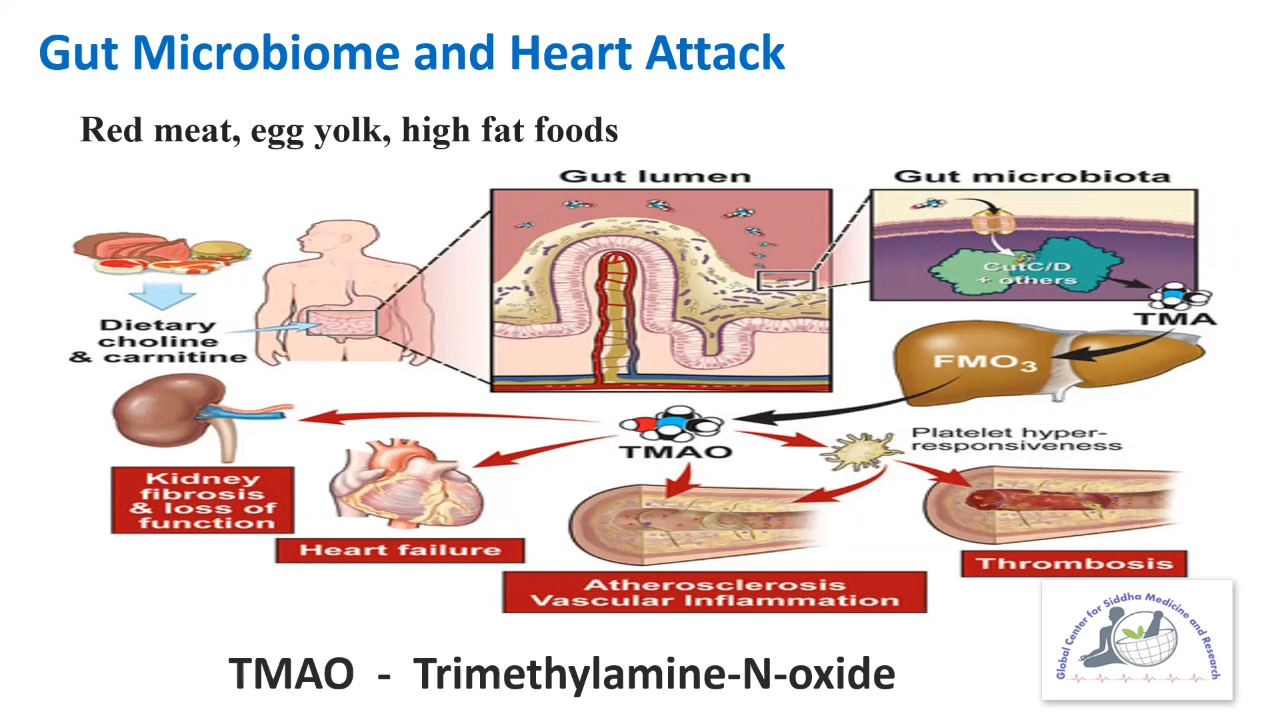 Gut Microbiome and Heart Attack
Red meat, egg yolk, high fat foods
Gut lumen
Gut microbiota
CutC/D
+ others
TMA
Dietary
choline
& carnitine
FMO3
TMAO
Platelet hyper-
responsiveness
Kidney
fibrosis
& loss of
function
Heart failure
Atherosclerosis
Vascular Inflammation
Thrombosis
Global Center for Siddha Medicine and Research
TMAO - Trimethylamine-N-oxide